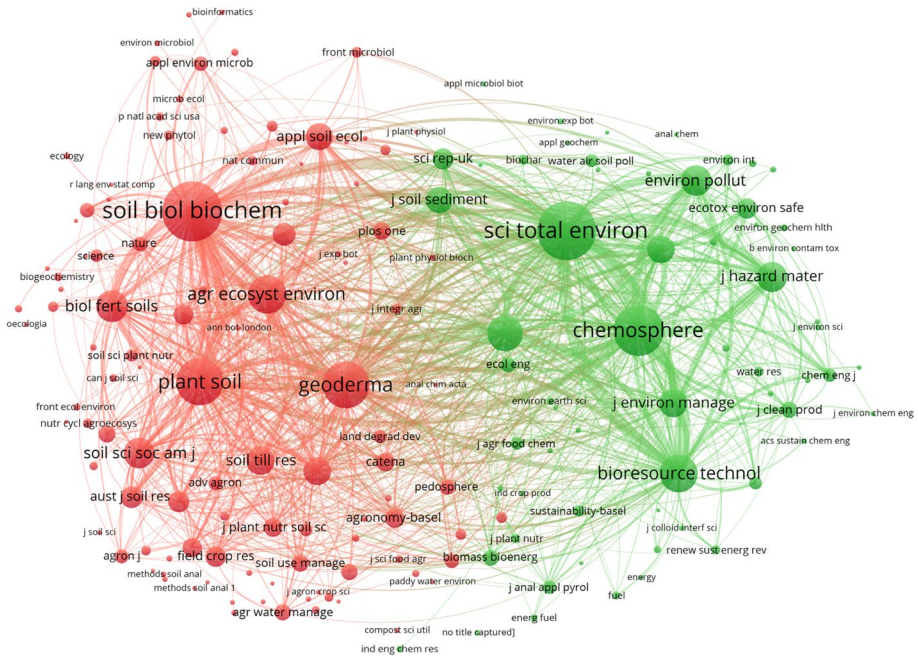 bioinformatics
environ microbiol
front microbiol
appl environ microb
appl microbiol biot
microb ecol
p natl acad sci usa
environ exp bot
new phytol
appl soil ecol
j plant physiol
anal chem
appl geochem
ecology
nat commun
sci rep-uk
biochar
water air soil poll
environ int
r lang env stat comp
environ pollut
j soil sediment
soil biol biochem
ecotox environ safe
sci total environ
plos one
environ geochem hlth
nature
science
j exp bot
plant physiol bioch
b environ contam tox
biogeochemistry
j hazard mater
agr ecosyst environ
biol fert soils
j integr agr
oecologia
ann bot-london
chemosphere
j environ sci
soil sci plant nutr
ecol eng
can j soil sci
plant soil
geoderma
anal chim acta
water res
chem eng j
front ecol environ
environ earth sci
j environ manage
j clean prod
j environ chem eng
nutr cycl agroecosys
land degrad dev
j agr food chem
acs sustain chem eng
soil sci soc am j
soil till res
catena
bioresource technol
adv agron
pedosphere
ind crop prod
aust j soil res
sustainability-basel
agronomy-basel
j soil sci
j plant nutr soil sc
j plant nutr
j colloid interf sci
agron j
field crop res
soil use manage
j sci food agr
biomass bioenerg
renew sust energ rev
methods soil anal
paddy water environ
energy
methods soil anal 1
j agron crop sci
j anal appl pyrol
fuel
agr water manage
energ fuel
compost sci util
no title captured]
ind eng chem res